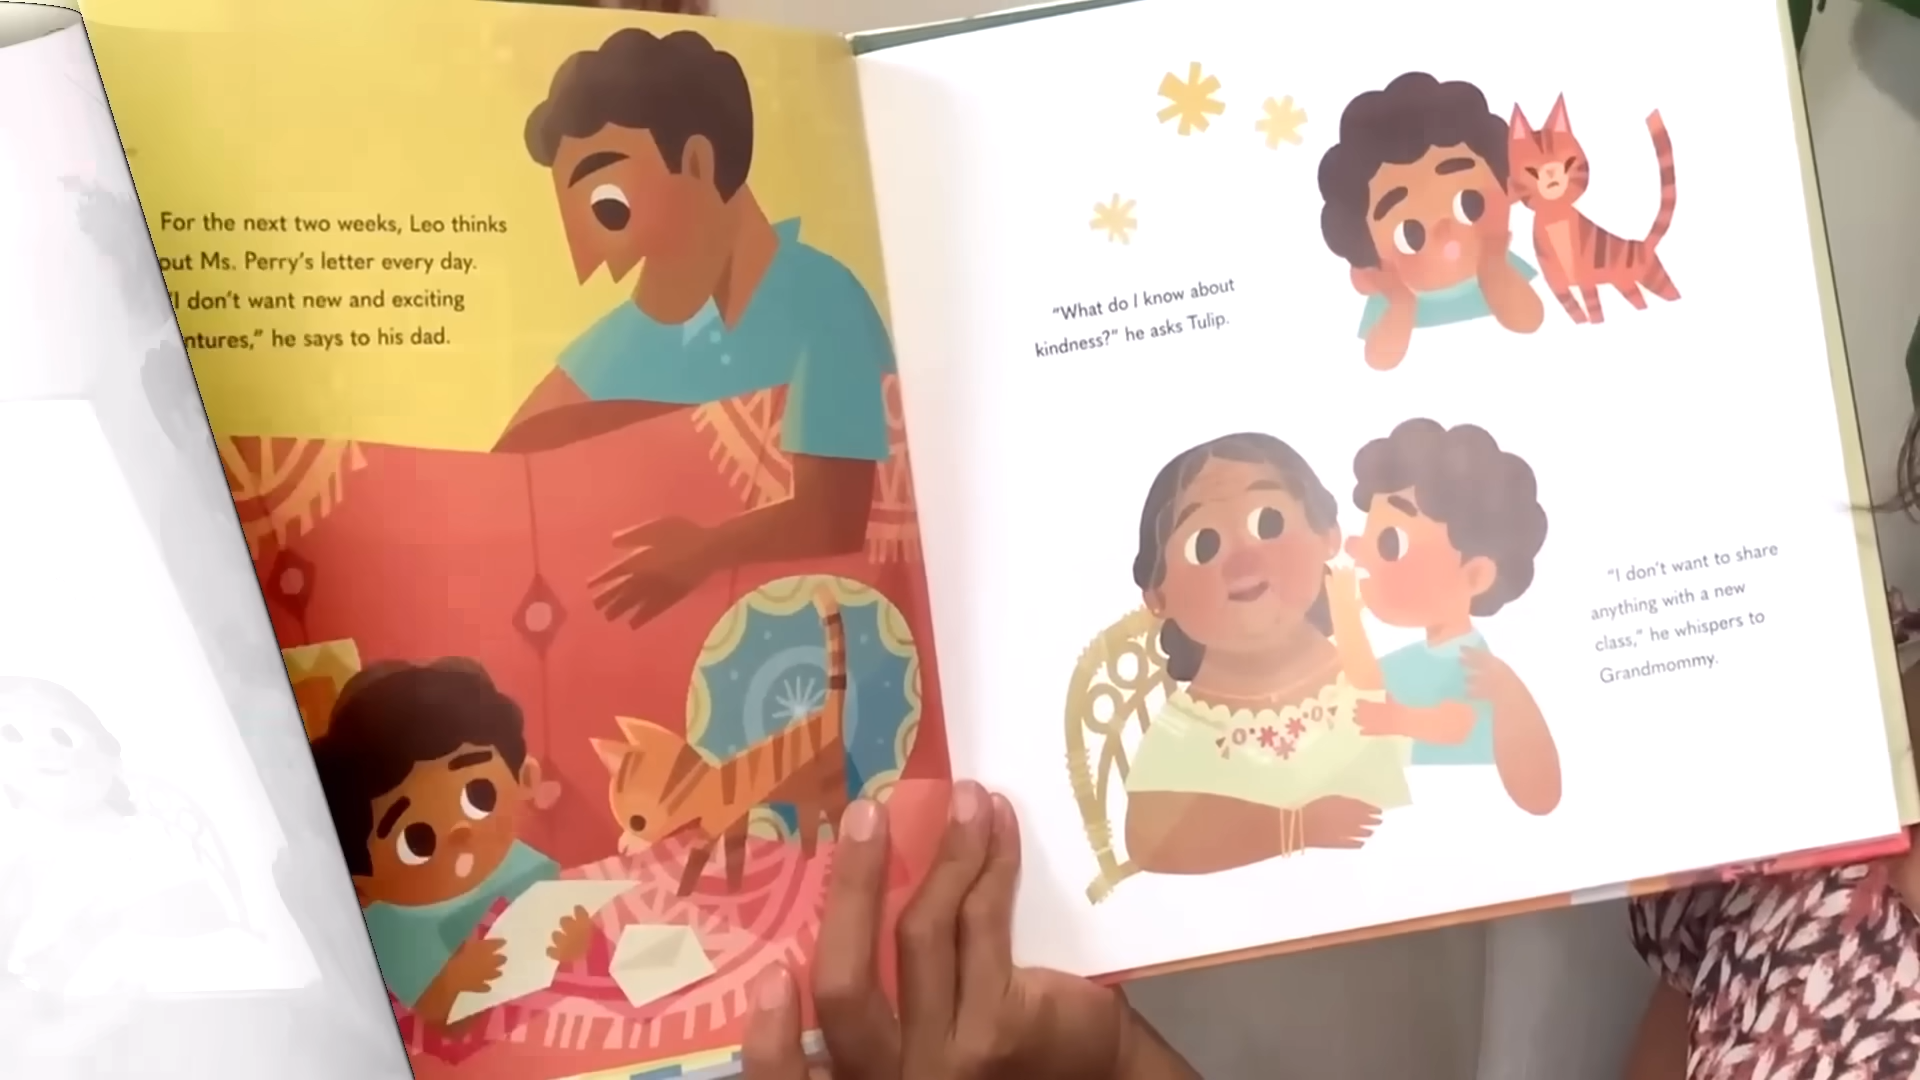 For the next two weeks, Leo thinks
out Ms. Perry's letter every day.
"I don't want new and exciting
ntures," he says to his dad.
"What do I know about
kindness?" he asks Tulip.
"I don't want to share
anything with a new
class," he whispers to
Grandmommy.